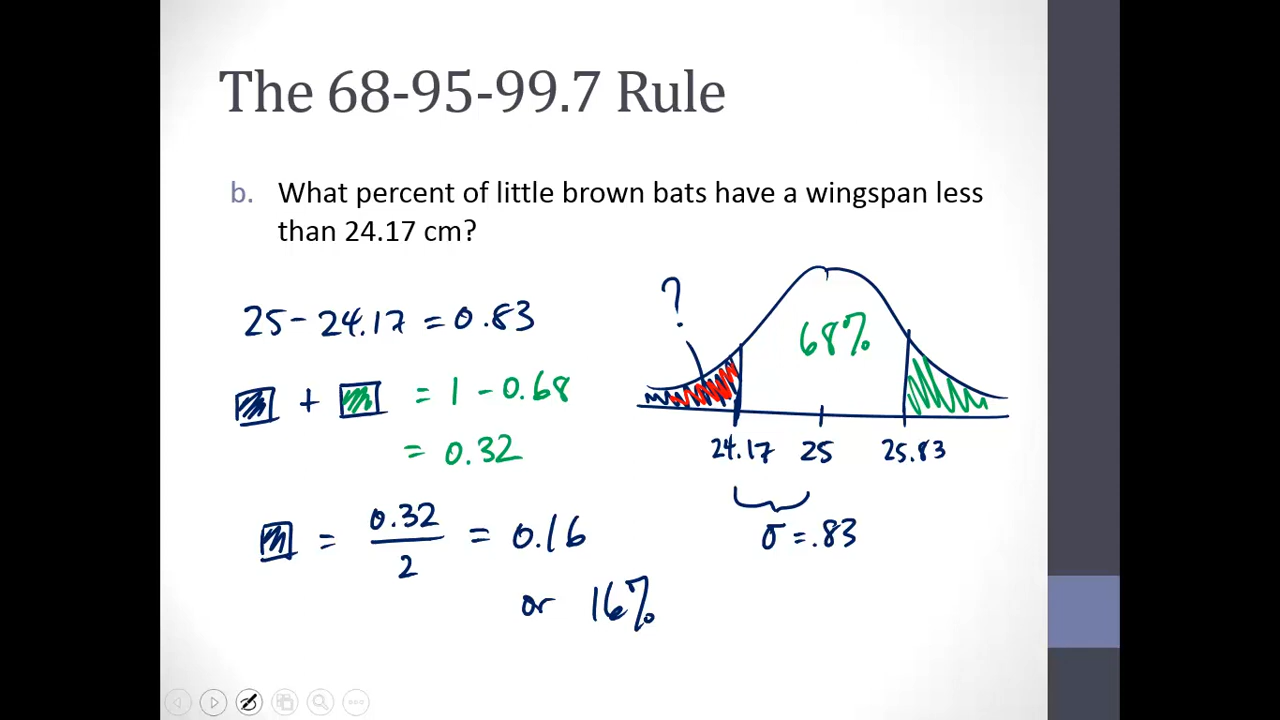 The 68-95-99.7 Rule
b. What percent of little brown bats have a wingspan less
than 24.17 cm?
25 - 24.17 = 0.83
+ = 1 - 0.68
= 0.32
= 0.32/2 = 0.16
or 16%
?
68%
24.17 25 25.83
σ = .83